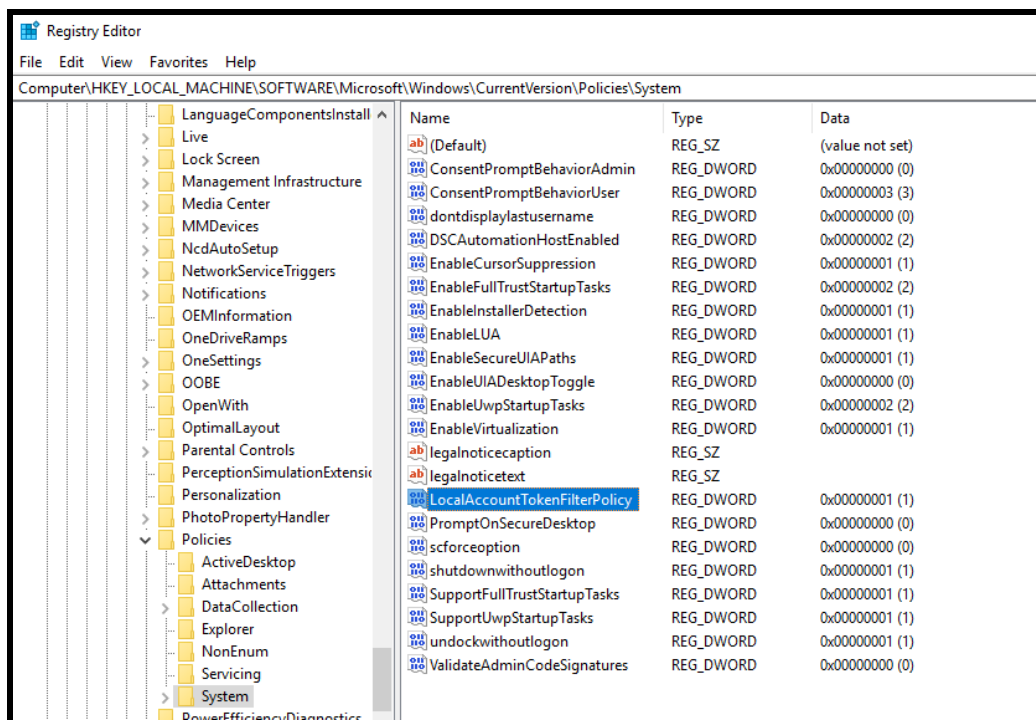 Registry Editor
File Edit View Favorites Help
Computer\HKEY_LOCAL_MACHINE\SOFTWARE\Microsoft\Windows\CurrentVersion\Policies\System
LanguageComponentsInstall
Live
Lock Screen
Management Infrastructure
Media Center
MMDevices
NcdAutoSetup
NetworkServiceTriggers
Notifications
OEMInformation
OneDriveRamps
OneSettings
OOBE
OpenWith
OptimalLayout
Parental Controls
PerceptionSimulationExtensic
Personalization
PhotoPropertyHandler
Policies
ActiveDesktop
Attachments
DataCollection
Explorer
NonEnum
Servicing
System
PowerEfficiencyDiagnostics
Name Type Data
(Default) REG_SZ (value not set)
ConsentPromptBehaviorAdmin REG_DWORD 0x00000000 (0)
ConsentPromptBehaviorUser REG_DWORD 0x00000003 (3)
dontdisplaylastusername REG_DWORD 0x00000000 (0)
DSCAutomationHostEnabled REG_DWORD 0x00000002 (2)
EnableCursorSuppression REG_DWORD 0x00000001 (1)
EnableFullTrustStartupTasks REG_DWORD 0x00000002 (2)
EnableInstallerDetection REG_DWORD 0x00000001 (1)
EnableLUA REG_DWORD 0x00000001 (1)
EnableSecureUIAPaths REG_DWORD 0x00000001 (1)
EnableUIADesktopToggle REG_DWORD 0x00000000 (0)
EnableUwpStartupTasks REG_DWORD 0x00000002 (2)
EnableVirtualization REG_DWORD 0x00000001 (1)
legalnoticecaption REG_SZ
legalnoticetext REG_SZ
LocalAccountTokenFilterPolicy REG_DWORD 0x00000001 (1)
PromptOnSecureDesktop REG_DWORD 0x00000000 (0)
scforceoption REG_DWORD 0x00000000 (0)
shutdownwithoutlogon REG_DWORD 0x00000001 (1)
SupportFullTrustStartupTasks REG_DWORD 0x00000001 (1)
SupportUwpStartupTasks REG_DWORD 0x00000001 (1)
undockwithoutlogon REG_DWORD 0x00000001 (1)
ValidateAdminCodeSignatures REG_DWORD 0x00000000 (0)